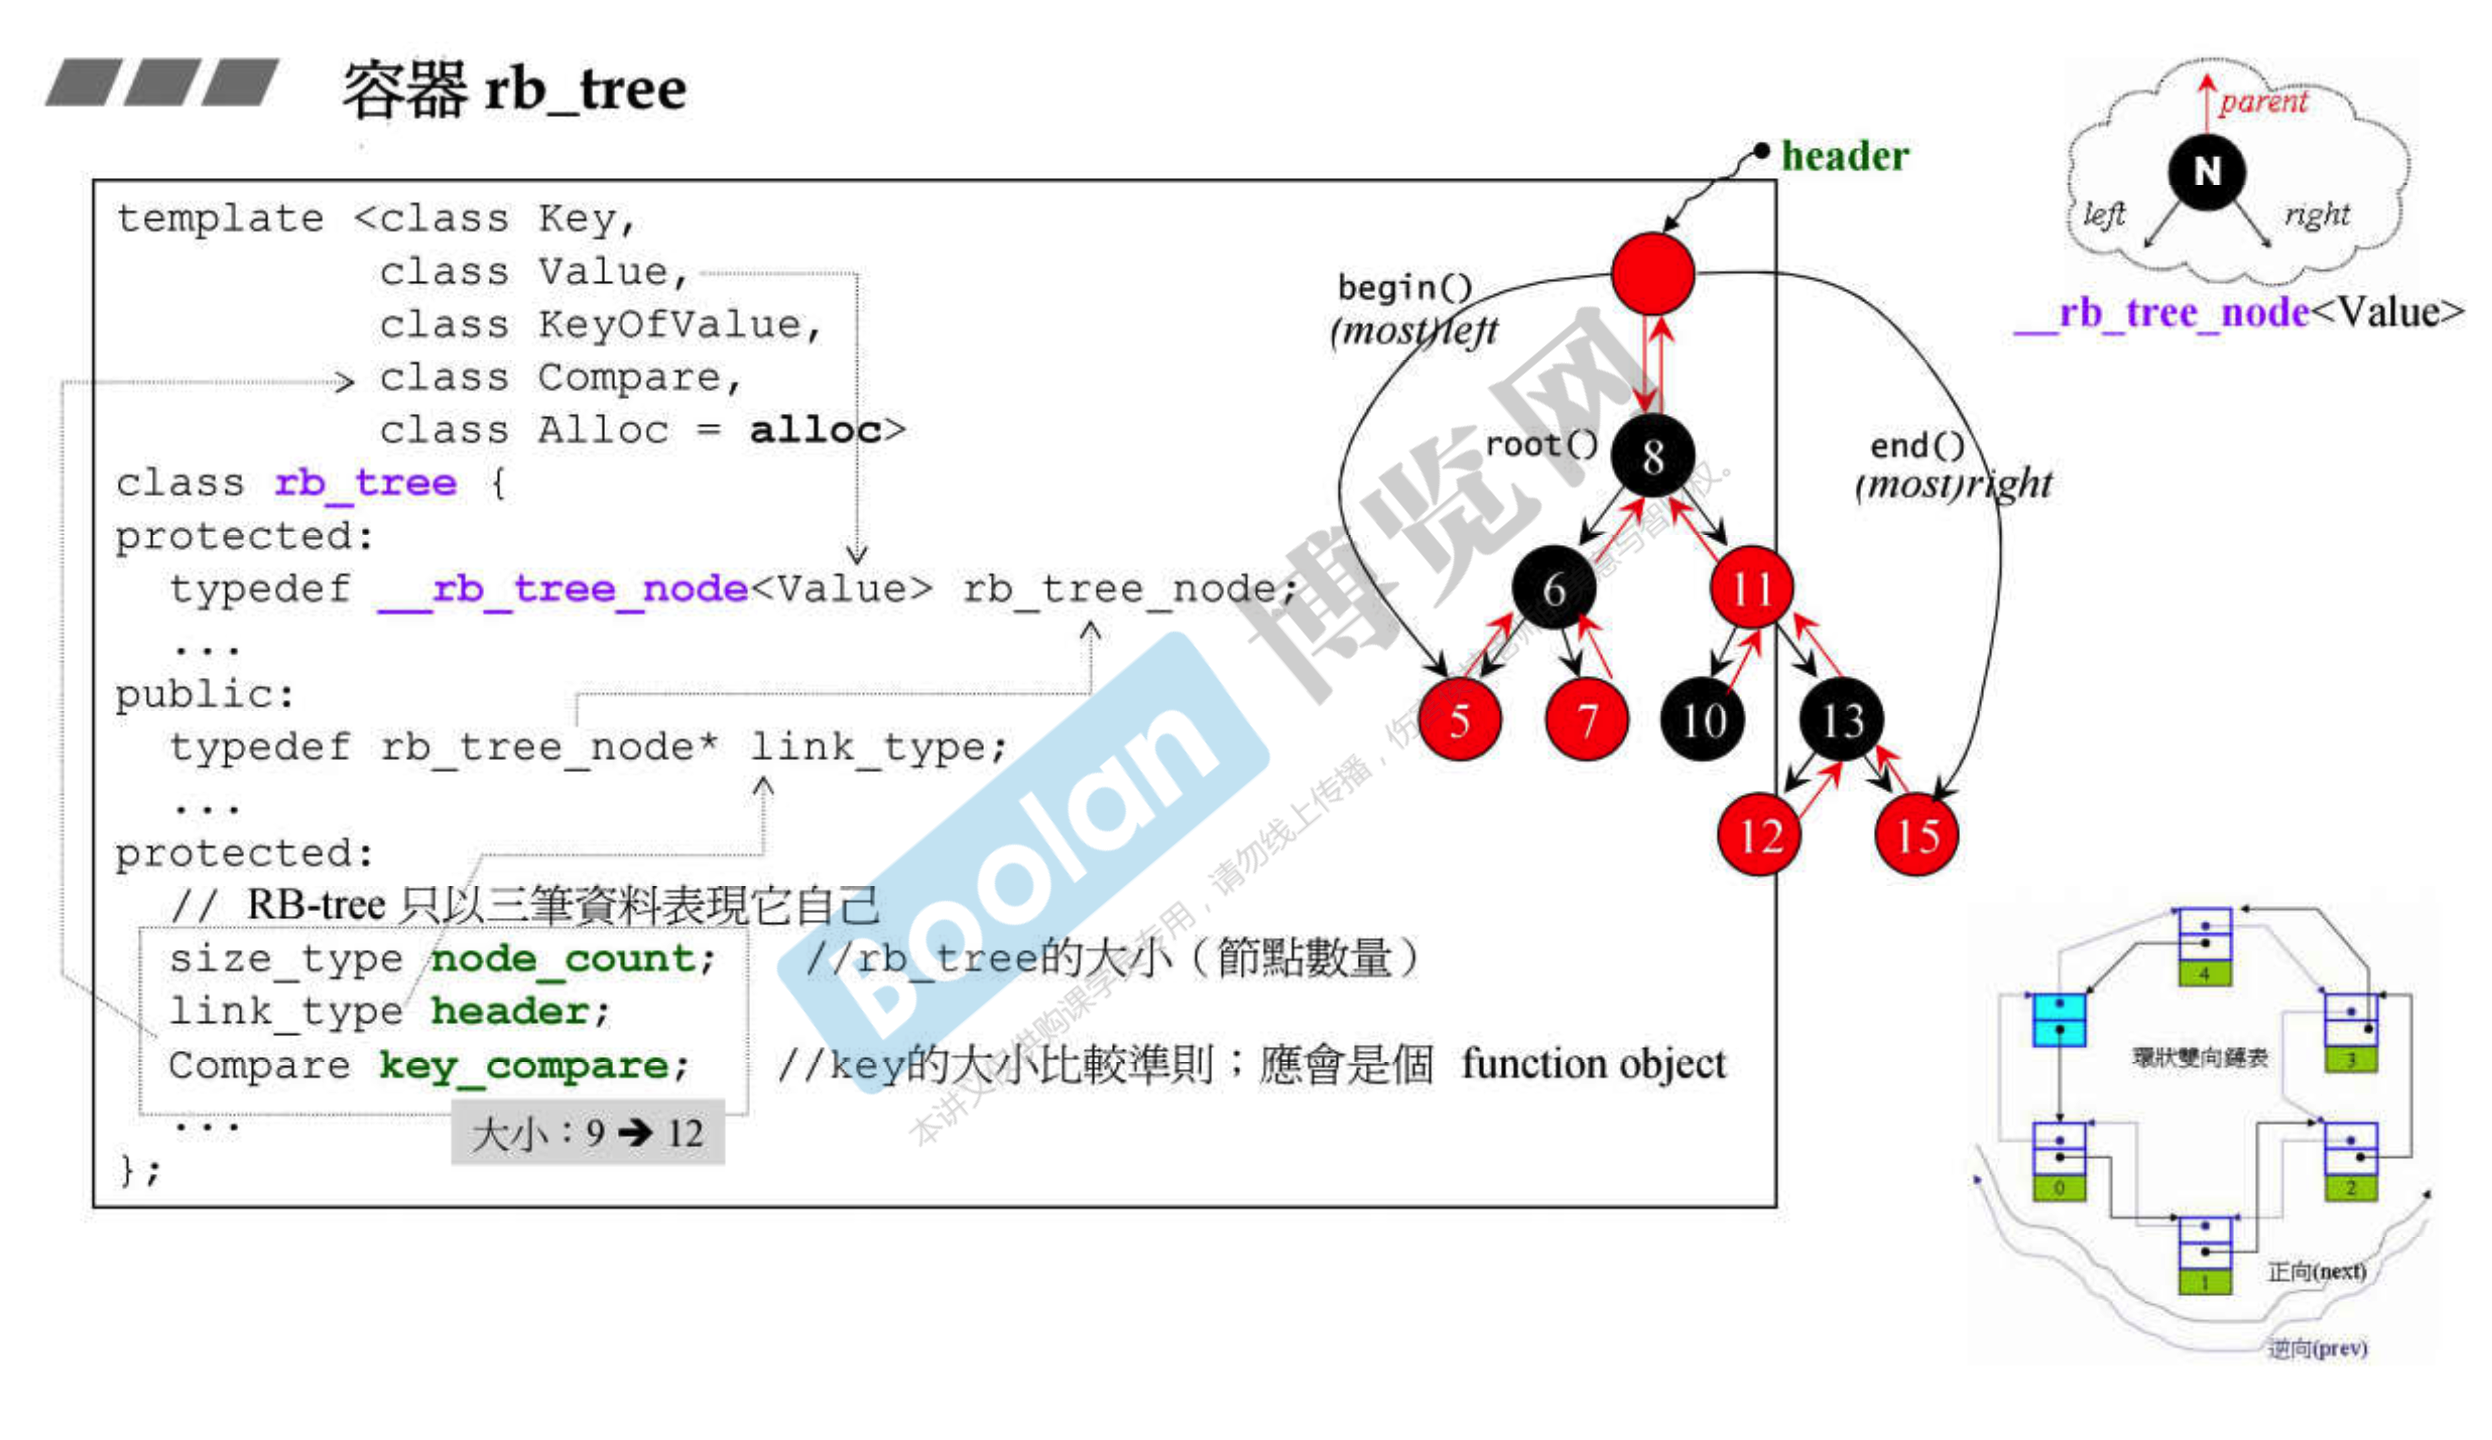 容器 rb_tree
template <class Key,
class Value,
class KeyOfValue,
class Compare,
class Alloc = alloc>
class rb_tree {
protected:
typedef __rb_tree_node<Value> rb_tree_node;
...
public:
typedef rb_tree_node* link_type;
...
protected:
// RB-tree 只以三筆資料表現它自己
size_type node_count; //rb_tree的大小（節點數量）
link_type header;
Compare key_compare; //key的大小比較準則；應會是個 function object
...
大小：9 ➔ 12
};
header
begin()
(most)left
root()
end()
(most)right
8
6
11
5
7
10
13
12
15
parent
N
left
right
__rb_tree_node<Value>
4
3
環狀雙向鏈表
0
2
1
正向(next)
逆向(prev)
Boolan
博览网